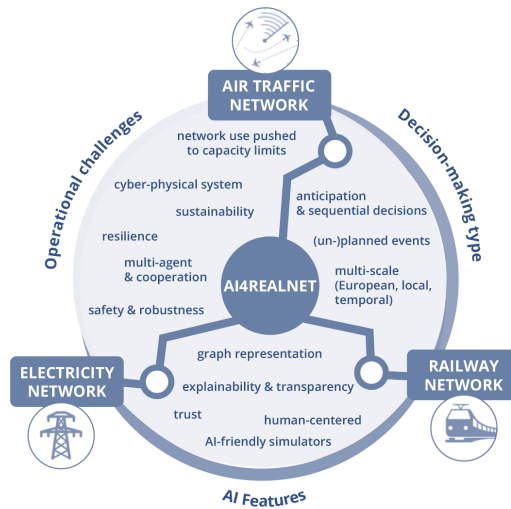 AIR TRAFFIC
NETWORK
Operational challenges
Decision-making type
network use pushed
to capacity limits
cyber-physical system
sustainability
resilience
multi-agent
& cooperation
safety & robustness
anticipation
& sequential decisions
(un-)planned events
multi-scale
(European, local,
temporal)
AI4REALNET
ELECTRICITY
NETWORK
RAILWAY
NETWORK
graph representation
explainability & transparency
trust
human-centered
AI-friendly simulators
AI Features